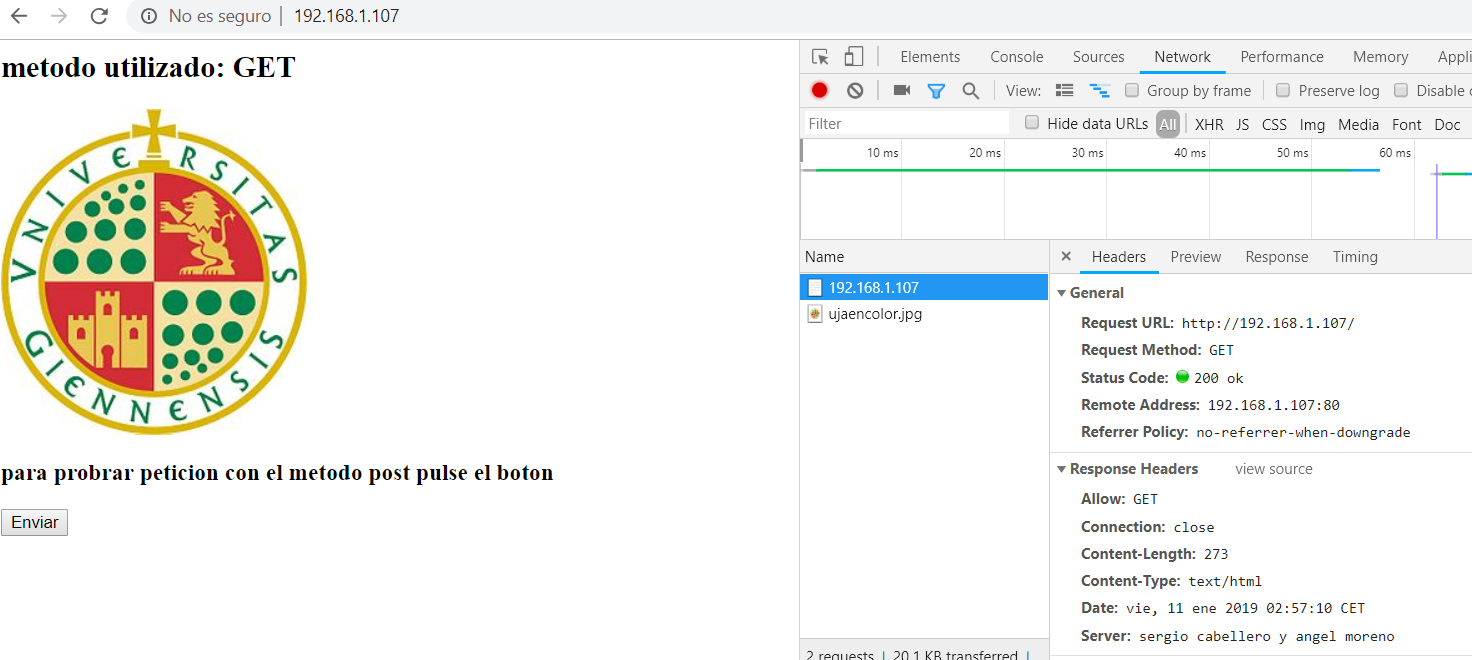 No es seguro | 192.168.1.107
metodo utilizado: GET
VNIVERSITAS GIENNENSIS
para probrar peticion con el metodo post pulse el boton
Enviar
Elements Console Sources Network Performance Memory Appli
View: Group by frame Preserve log Disable c
Filter Hide data URLs All XHR JS CSS Img Media Font Doc
10 ms 20 ms 30 ms 40 ms 50 ms 60 ms
Name
192.168.1.107
ujaencolor.jpg
2 requests | 20.1 KB transferred |
× Headers Preview Response Timing
General
Request URL: http://192.168.1.107/
Request Method: GET
Status Code: 200 ok
Remote Address: 192.168.1.107:80
Referrer Policy: no-referrer-when-downgrade
Response Headers view source
Allow: GET
Connection: close
Content-Length: 273
Content-Type: text/html
Date: vie, 11 ene 2019 02:57:10 CET
Server: sergio cabellero y angel moreno